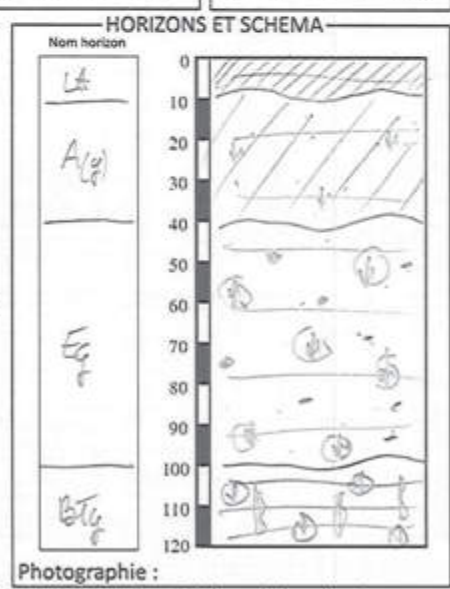 HORIZONS ET SCHEMA
Nom horizon
LA
A(g)
Eg
BTg
0
10
20
30
40
50
60
70
80
90
100
110
120
Photographie :